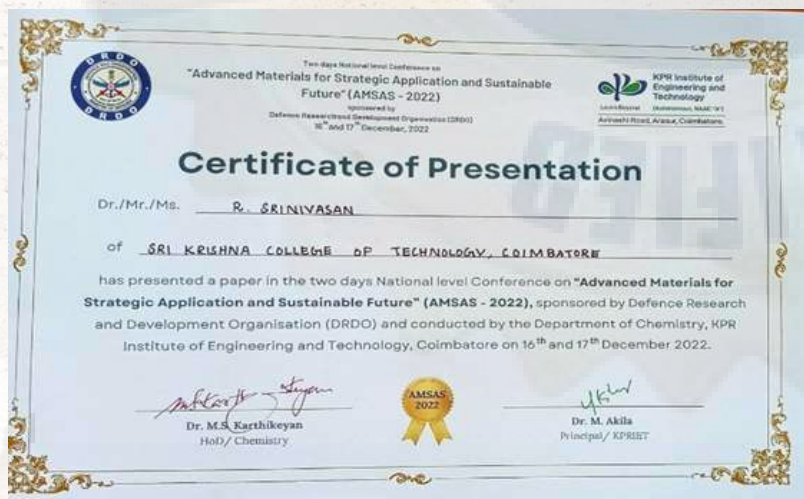 DRDO
DRDO
Two days National level Conference on
"Advanced Materials for Strategic Application and Sustainable
Future" (AMSAS - 2022)
sponsored by
Defence Research and Development Organisation (DRDO)
16th and 17th December, 2022
KPR Institute of
Engineering and
Technology
Learn Beyond
Avinashi Road, Arasur, Coimbatore.
Certificate of Presentation
Dr./Mr./Ms. R. SRINIVASAN
of SRI KRISHNA COLLEGE OF TECHNOLOGY, COIMBATORE
has presented a paper in the two days National level Conference on "Advanced Materials for
Strategic Application and Sustainable Future" (AMSAS - 2022), sponsored by Defence Research
and Development Organisation (DRDO) and conducted by the Department of Chemistry, KPR
Institute of Engineering and Technology, Coimbatore on 16th and 17th December 2022.
AMSAS
2022
Dr. M.S. Karthikeyan
HoD/ Chemistry
Dr. M. Akila
Principal/ KPRIET